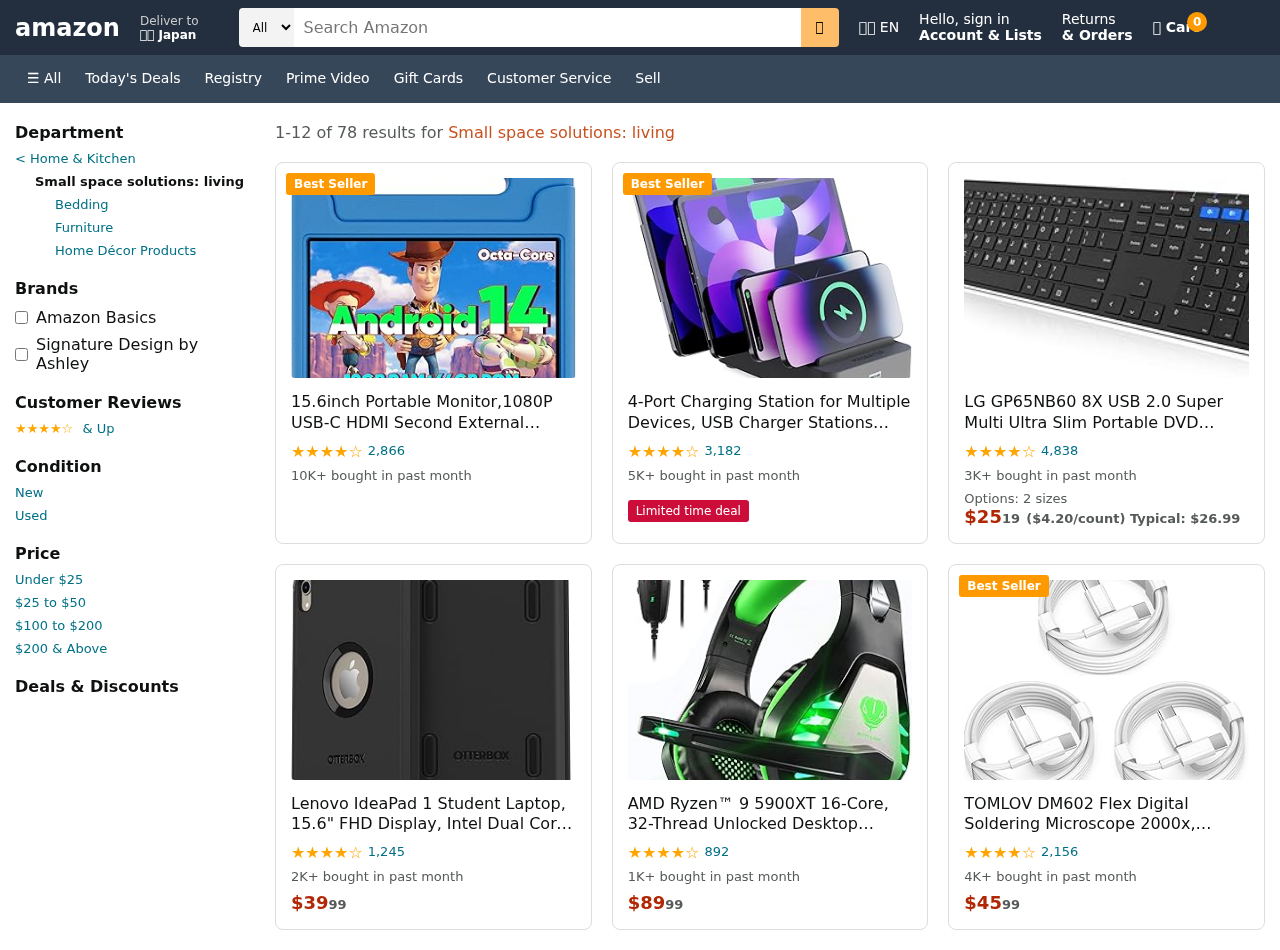 amazon
Deliver to
Japan
All
Search Amazon
EN
Hello, sign in
Account & Lists
Returns
& Orders
0
☰ All
Today's Deals
Registry
Prime Video
Gift Cards
Customer Service
Sell
Department
< Home & Kitchen
Small space solutions: living
Bedding
Furniture
Home Décor Products
Brands
Amazon Basics
Signature Design by
Ashley
Customer Reviews
★★★★☆ & Up
Condition
New
Used
Price
Under $25
$25 to $50
$100 to $200
$200 & Above
Deals & Discounts
1-12 of 78 results for Small space solutions: living
Best Seller
Octa-Core
Android 14
15.6inch Portable Monitor,1080P
USB-C HDMI Second External...
★★★★☆ 2,866
10K+ bought in past month
Best Seller
4-Port Charging Station for Multiple
Devices, USB Charger Stations...
★★★★☆ 3,182
5K+ bought in past month
Limited time deal
LG GP65NB60 8X USB 2.0 Super
Multi Ultra Slim Portable DVD...
★★★★☆ 4,838
3K+ bought in past month
Options: 2 sizes
$2519 ($4.20/count) Typical: $26.99
OTTERBOX
OTTERBOX
Lenovo IdeaPad 1 Student Laptop,
15.6" FHD Display, Intel Dual Cor...
★★★★☆ 1,245
2K+ bought in past month
$3999
AMD Ryzen™ 9 5900XT 16-Core,
32-Thread Unlocked Desktop...
★★★★☆ 892
1K+ bought in past month
$8999
Best Seller
TOMLOV DM602 Flex Digital
Soldering Microscope 2000x,...
★★★★☆ 2,156
4K+ bought in past month
$4599